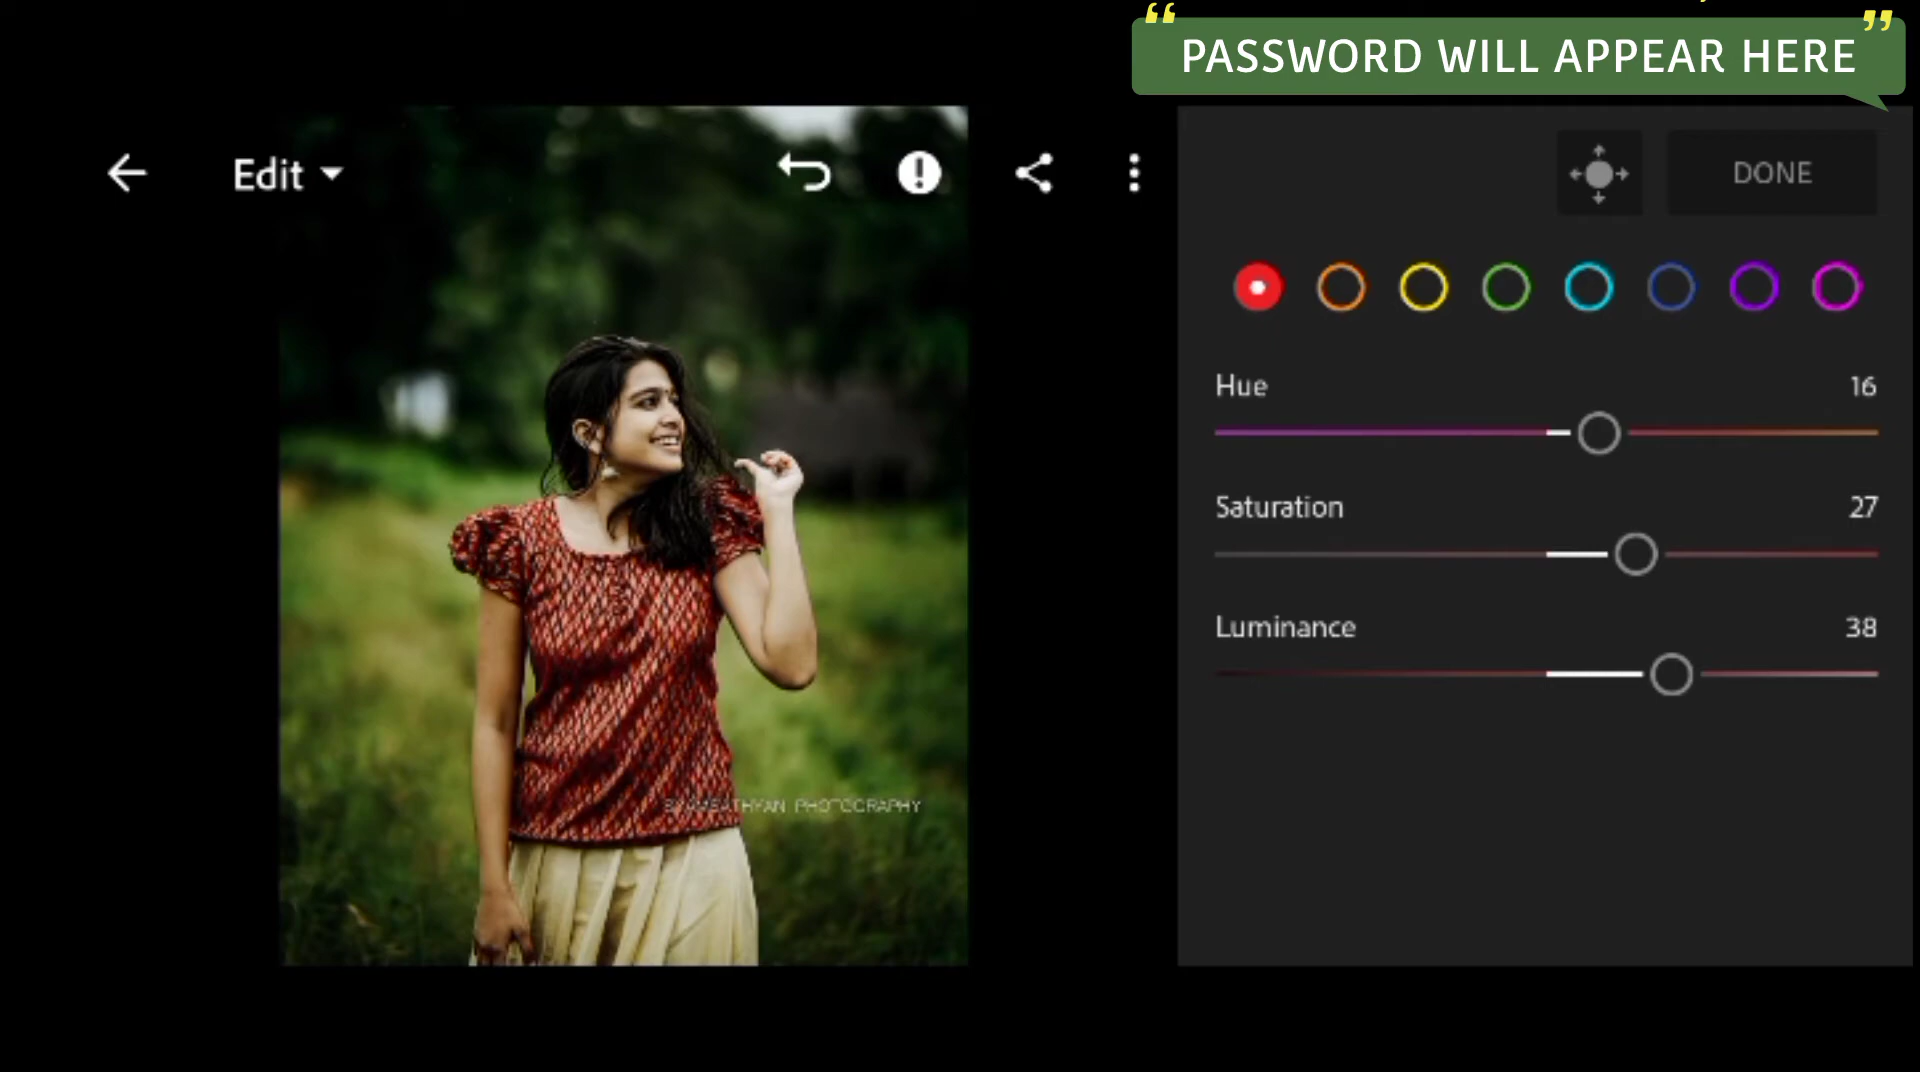 “PASSWORD WILL APPEAR HERE”
Edit
DONE
Hue 16
Saturation 27
Luminance 38
PHOTOGRAPHY